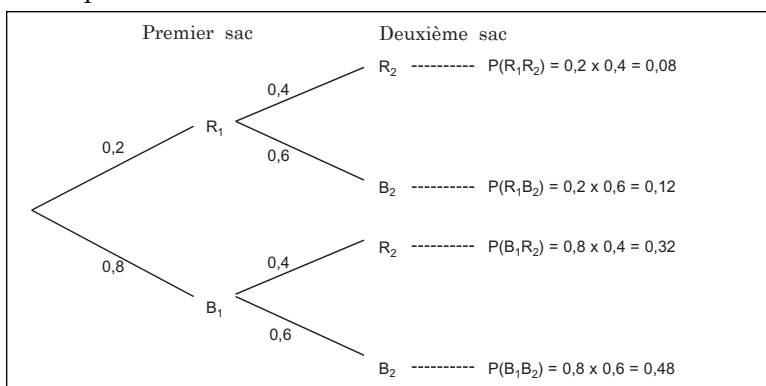 Premier sac Deuxième sac
R2 ---------- P(R1R2) = 0,2 x 0,4 = 0,08
0,4
R1
0,2
0,6
B2 ---------- P(R1B2) = 0,2 x 0,6 = 0,12
R2 ---------- P(B1R2) = 0,8 x 0,4 = 0,32
0,8
0,4
B1
0,6
B2 ---------- P(B1B2) = 0,8 x 0,6 = 0,48